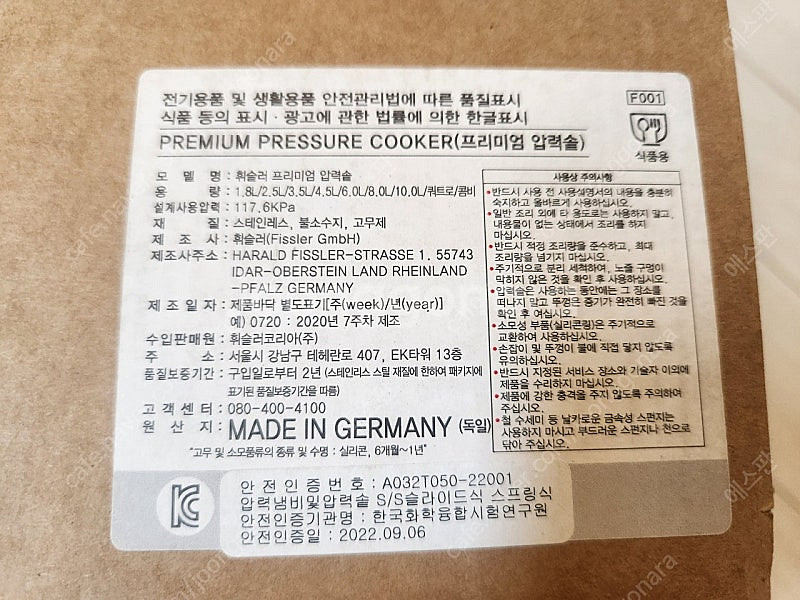 전기용품 및 생활용품 안전관리법에 따른 품질표시
식품 등의 표시·광고에 관한 법률에 의한 한글표시
F001
식품용
PREMIUM PRESSURE COOKER(프리미엄 압력솥)
모델명 : 휘슬러 프리미엄 압력솥
용량 : 1.8L/2.5L/3.5L/4.5L/6.0L/8.0L/10.0L/쿼트로/콤비
설계사용압력 : 117.6KPa
재질 : 스테인레스, 불소수지, 고무제
제조사 : 휘슬러(Fissler GmbH)
제조사주소 : HARALD FISSLER-STRASSE 1. 55743
IDAR-OBERSTEIN LAND RHEINLAND
-PFALZ GERMANY
제조일자 : 제품바닥 별도표기[주(week)/년(year)]
예) 0720 : 2020년 7주차 제조
수입판매원 : 휘슬러코리아(주)
주소 : 서울시 강남구 테헤란로 407, EK타워 13층
품질보증기간 : 구입일로부터 2년 (스테인리스 스틸 재질에 한하여 패키지에
표기된 품질보증기간을 따름)
고객센터 : 080-400-4100
원산지 : MADE IN GERMANY (독일)
"고무 및 소모품류의 종류 및 수명 : 실리콘, 6개월~1년"
사용상 주의사항
•반드시 사용 전 사용설명서의 내용을 충분히
숙지하고 올바르게 사용하십시오.
•일반 조리 외에 타 용도로는 사용하지 말고,
내용물이 없는 상태에서 조리를 하지
마십시오.
•반드시 적정 조리량을 준수하고, 최대
조리량을 넘기지 마십시오.
•주기적으로 분리 세척하여, 노즐 구멍이
막히지 않은 것을 확인 후 사용하십시오.
•압력솥은 사용하는 동안에는 그 장소를
떠나지 말고 뚜껑은 증기가 완전히 빠진 것을
확인 후 여십시오.
•소모성 부품(실리콘링)은 주기적으로
교환하여 사용하십시오.
•손잡이 및 뚜껑이 불에 직접 닿지 않도록
유의하십시오.
•반드시 지정된 서비스 장소와 기술자 이외에
제품을 수리하지 마십시오.
•제품에 강한 충격을 주지 않도록 주의하여
주십시오.
•철 수세미 등 날카로운 금속성 스펀지는
사용하지 마시고 부드러운 스펀지나 천으로
닦아 주십시오.
안전인증번호 : A032T050-22001
압력냄비및압력솥 S/S슬라이드식 스프링식
안전인증기관명 : 한국화학융합시험연구원
안전인증일 : 2022.09.06